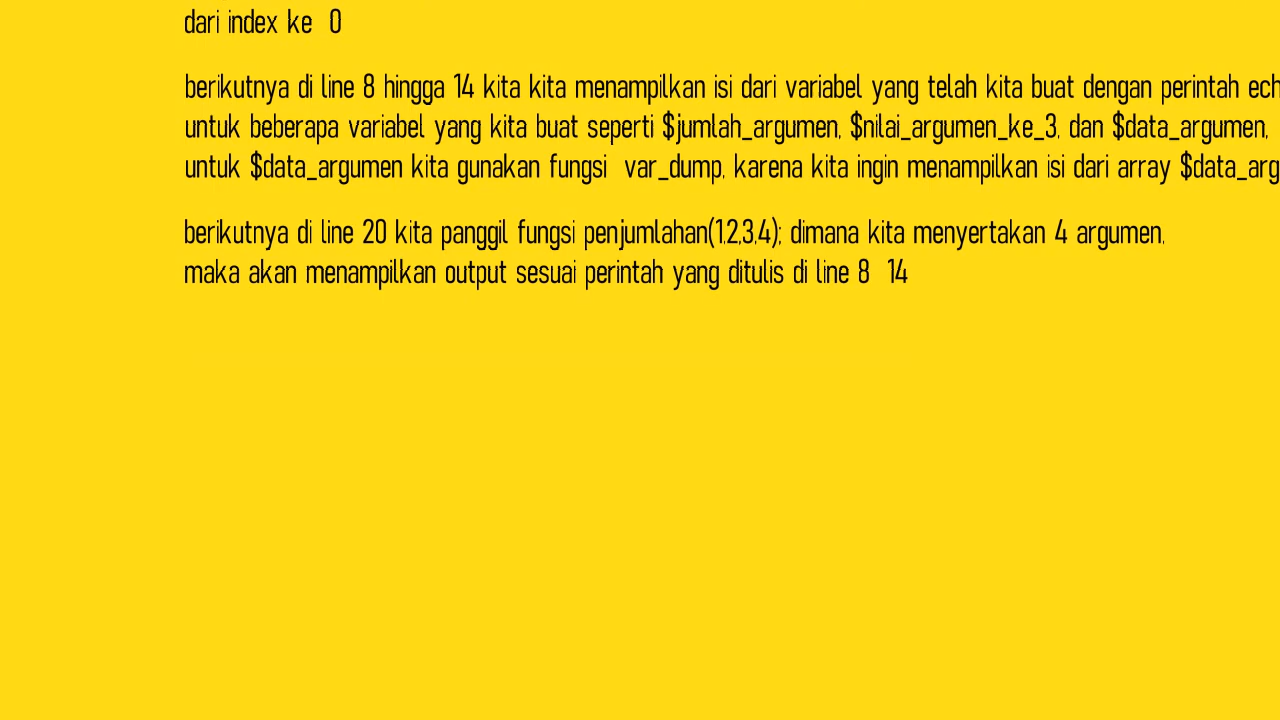 dari index ke 0
berikutnya di line 8 hingga 14 kita kita menampilkan isi dari variabel yang telah kita buat dengan perintah ech
untuk beberapa variabel yang kita buat seperti $jumlah_argumen, $nilai_argumen_ke_3, dan $data_argumen,
untuk $data_argumen kita gunakan fungsi var_dump, karena kita ingin menampilkan isi dari array $data_arg
berikutnya di line 20 kita panggil fungsi penjumlahan(1,2,3,4); dimana kita menyertakan 4 argumen.
maka akan menampilkan output sesuai perintah yang ditulis di line 8 14